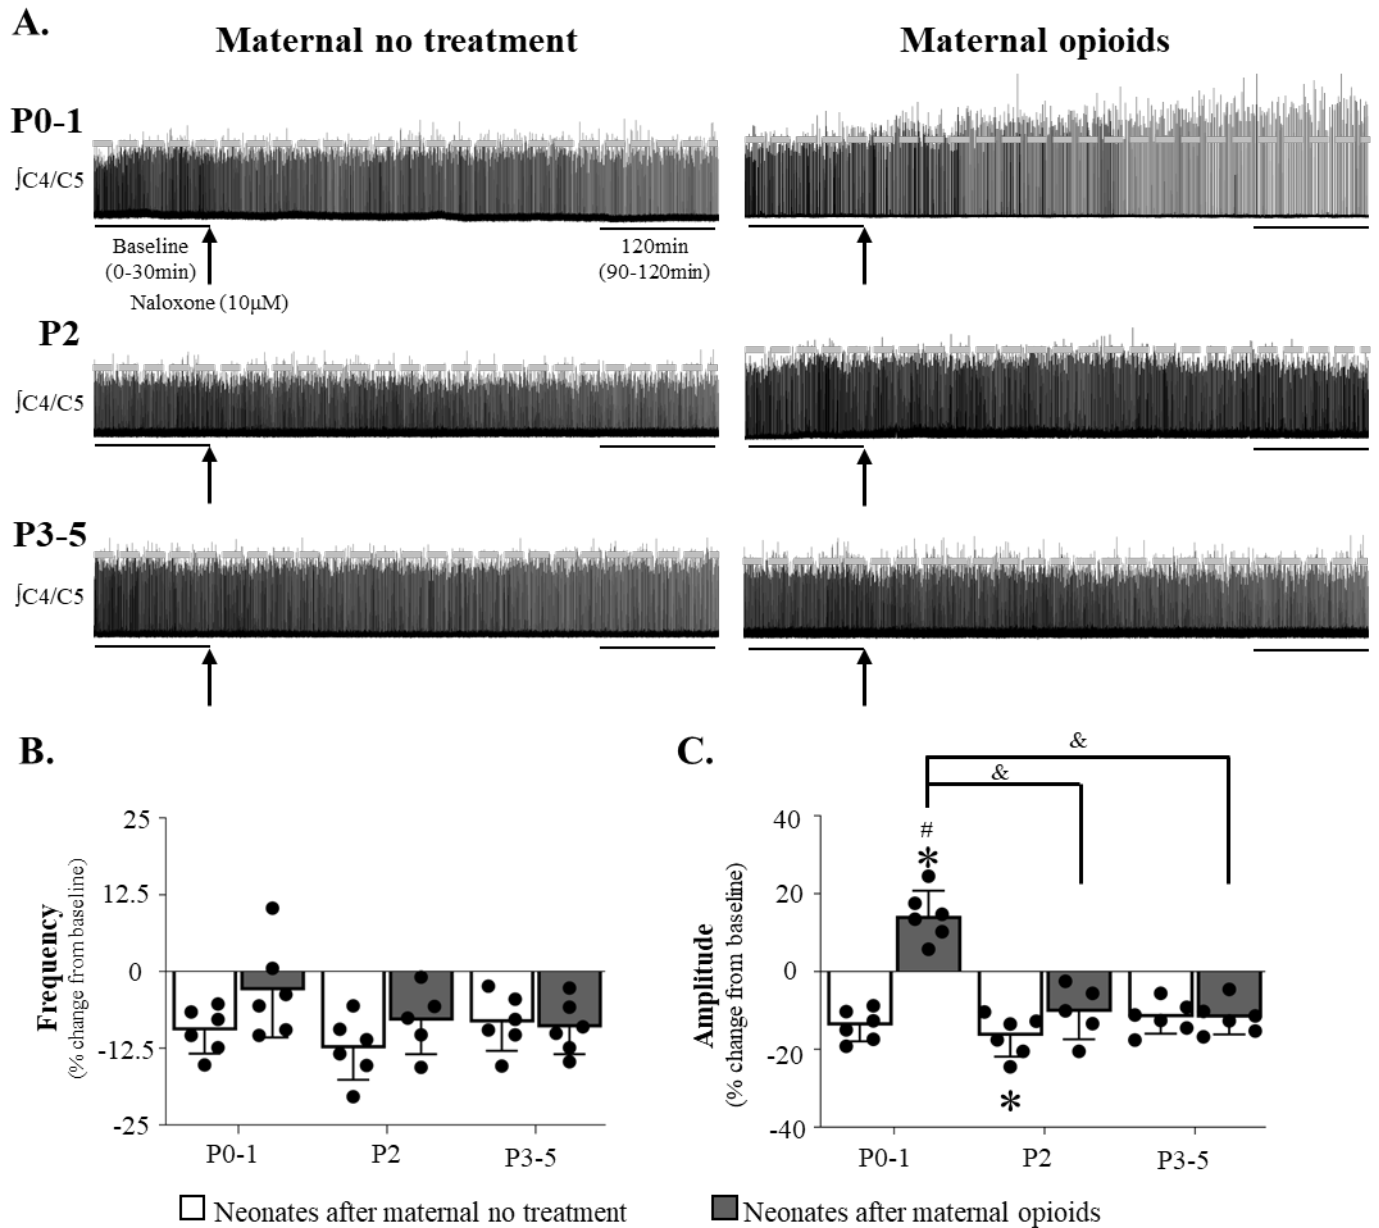 A.
Maternal no treatment
Maternal opioids
P0-1
∫C4/C5
Baseline
(0-30min)
120min
(90-120min)
Naloxone (10μM)
P2
∫C4/C5
P3-5
∫C4/C5
B.
C.
&
&
#
*
*
Frequency
(% change from baseline)
25
12.5
0
-12.5
-25
P0-1
P2
P3-5
Amplitude
(% change from baseline)
40
20
0
-20
-40
P0-1
P2
P3-5
Neonates after maternal no treatment
Neonates after maternal opioids